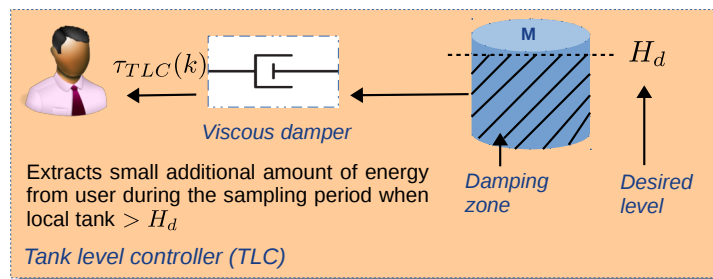 M
τ_TLC(k)
H_d
Viscous damper
Extracts small additional amount of energy
from user during the sampling period when
local tank > H_d
Damping
zone
Desired
level
Tank level controller (TLC)